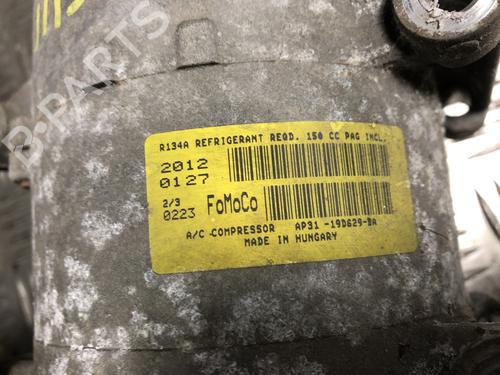 B-PARTS
R134A REFRIGERANT REQD. 150 CC PAG INCL.
2012
0127
2/3
0223 FoMoCo
A/C COMPRESSOR AP31 -19D629-BA
MADE IN HUNGARY